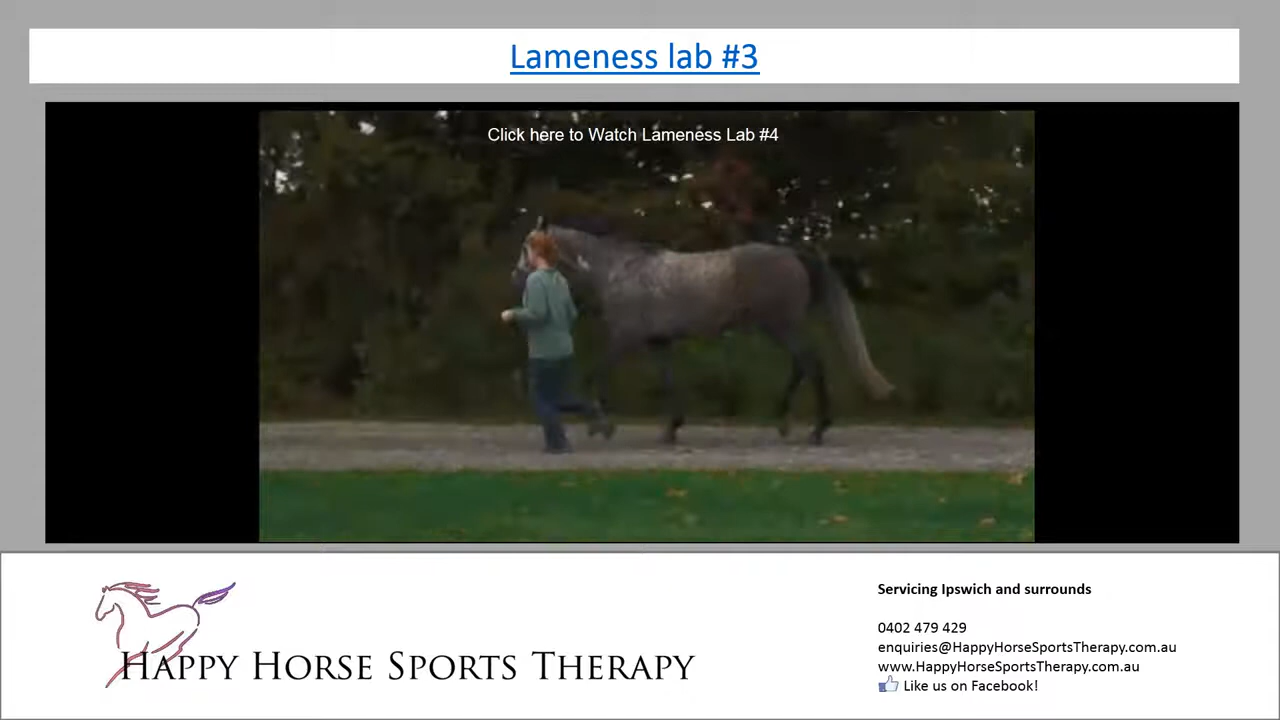 Lameness lab #3
Click here to Watch Lameness Lab #4
HAPPY HORSE SPORTS THERAPY
Servicing Ipswich and surrounds
0402 479 429
enquiries@HappyHorseSportsTherapy.com.au
www.HappyHorseSportsTherapy.com.au
Like us on Facebook!